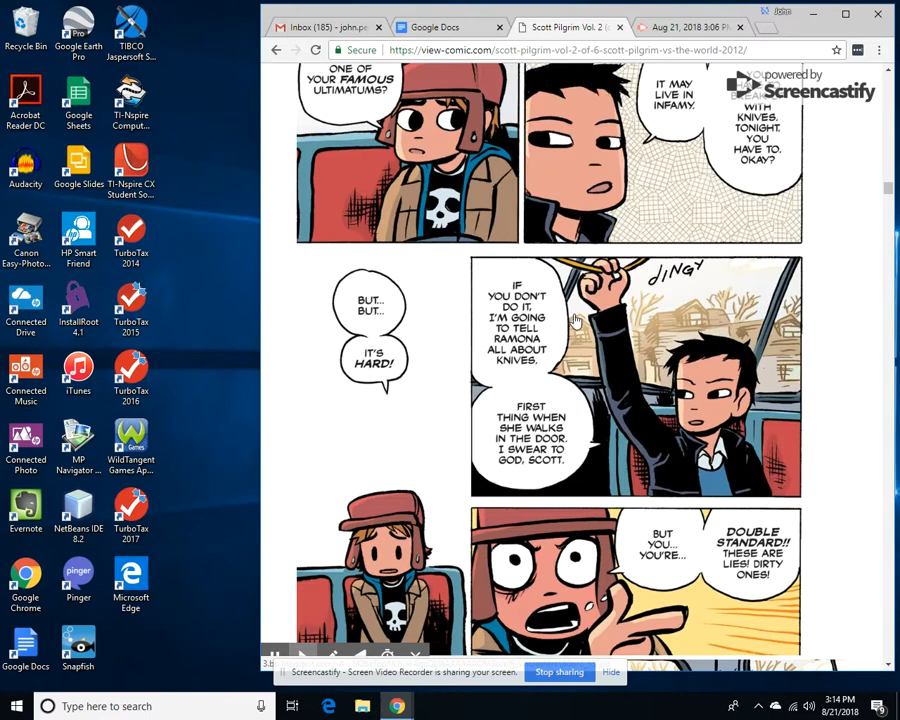 Recycle Bin
Google Earth Pro
TIBCO Jaspersoft S...
Acrobat Reader DC
Google Sheets
TI-Nspire Comput...
Audacity
Google Slides
TI-Nspire CX Student So...
Canon Easy-Photo...
HP Smart Friend
TurboTax 2014
Connected Drive
InstallRoot 4.1
TurboTax 2015
Connected Music
iTunes
TurboTax 2016
Connected Photo
MP Navigator ...
WildTangent Games Ap...
Evernote
NetBeans IDE 8.2
TurboTax 2017
Google Chrome
Pinger
Microsoft Edge
Google Docs
Snapfish
John
Inbox (185) - john.pe
Google Docs
Scott Pilgrim Vol. 2 (
Aug 21, 2018 3:06 P
Secure
https://view-comic.com/scott-pilgrim-vol-2-of-6-scott-pilgrim-vs-the-world-2012/
powered by
Screencastify
ONE OF
YOUR FAMOUS
ULTIMATUMS?
IT MAY
LIVE IN
INFAMY.
WITH
KNIVES.
TONIGHT.
YOU
HAVE TO.
OKAY?
BUT...
BUT...
IT'S
HARD!
IF
YOU DON'T
DO IT,
I'M GOING
TO TELL
RAMONA
ALL ABOUT
KNIVES.
DINGY
FIRST
THING WHEN
SHE WALKS
IN THE DOOR.
I SWEAR TO
GOD, SCOTT.
BUT
YOU...
YOU'RE...
DOUBLE
STANDARD!!
THESE ARE
LIES! DIRTY
ONES!
Screencastify - Screen Video Recorder is sharing your screen.
Stop sharing
Hide
Type here to search
3:14 PM
8/21/2018
9